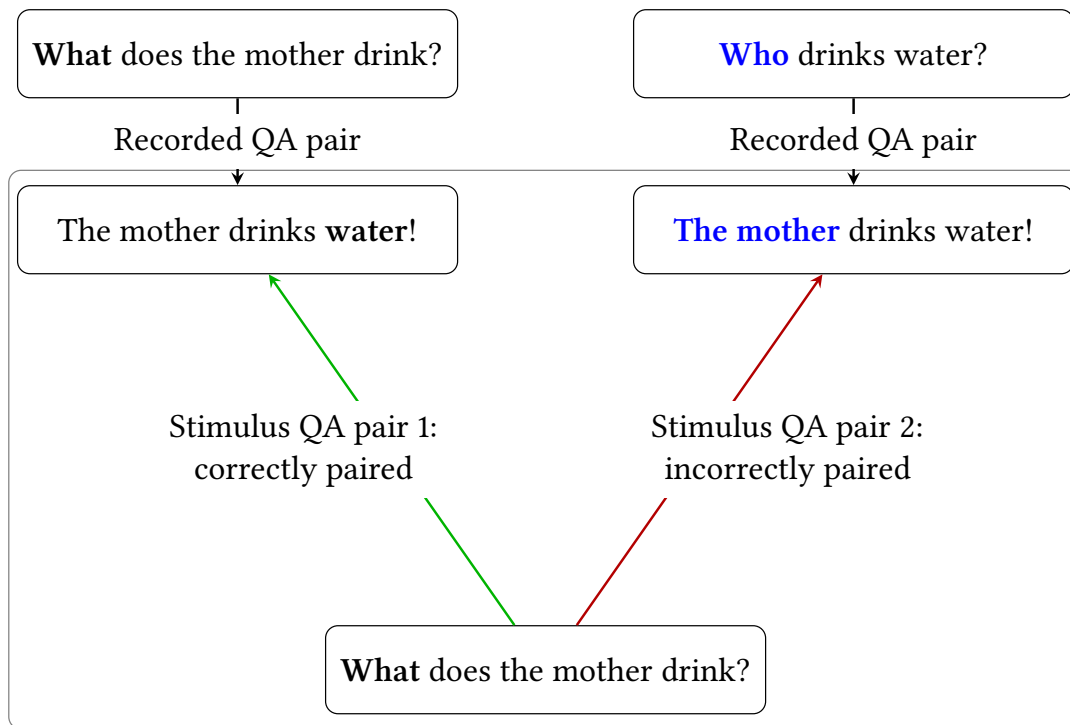 What does the mother drink?
Who drinks water?
Recorded QA pair
Recorded QA pair
The mother drinks water!
The mother drinks water!
Stimulus QA pair 1:
correctly paired
Stimulus QA pair 2:
incorrectly paired
What does the mother drink?